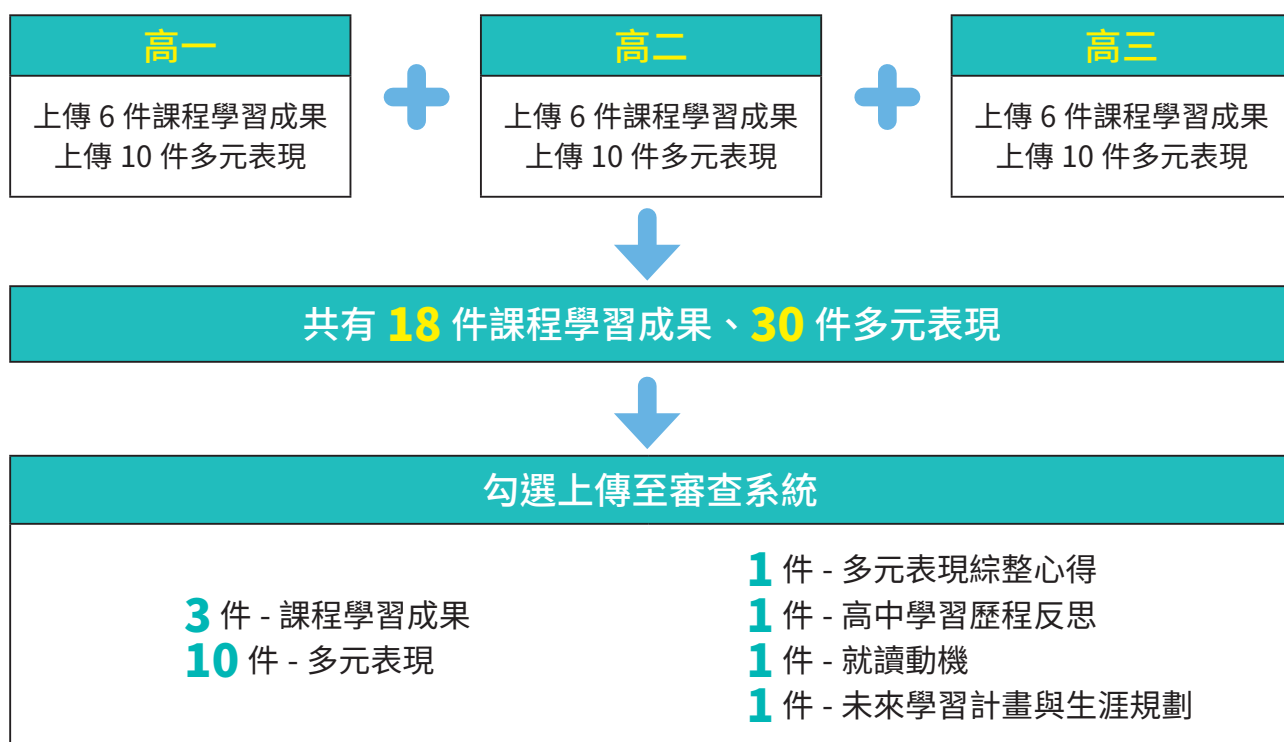 高一
上傳 6 件課程學習成果
上傳 10 件多元表現
高二
上傳 6 件課程學習成果
上傳 10 件多元表現
高三
上傳 6 件課程學習成果
上傳 10 件多元表現
共有 18 件課程學習成果、30 件多元表現
勾選上傳至審查系統
3 件 - 課程學習成果
10 件 - 多元表現
1 件 - 多元表現綜整心得
1 件 - 高中學習歷程反思
1 件 - 就讀動機
1 件 - 未來學習計畫與生涯規劃